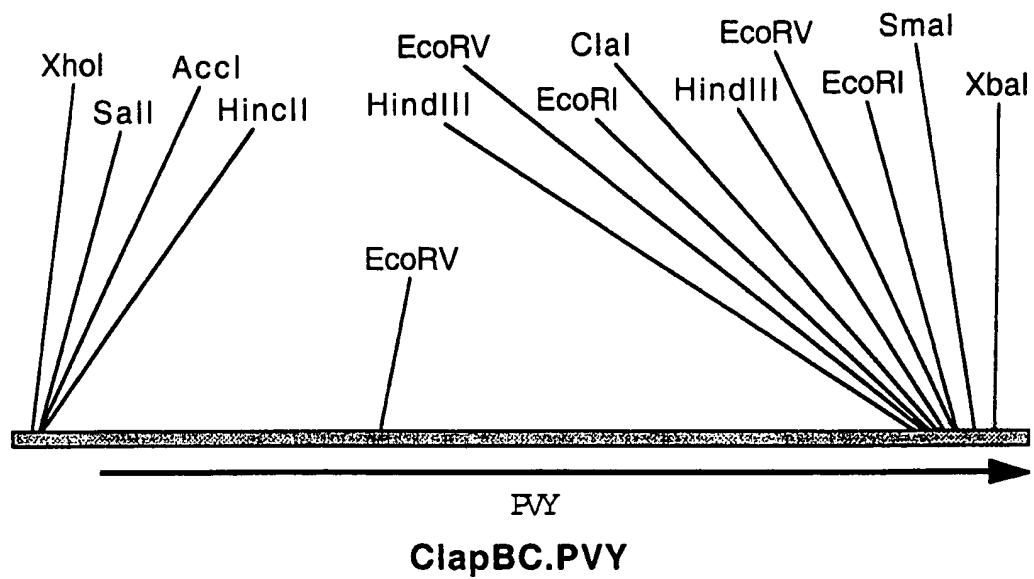 XhoI
SalI
AccI
HincII
EcoRV
HindIII
EcoRV
EcoRI
ClaI
HindIII
EcoRV
EcoRI
SmaI
XbaI
PVY
ClapBC.PVY